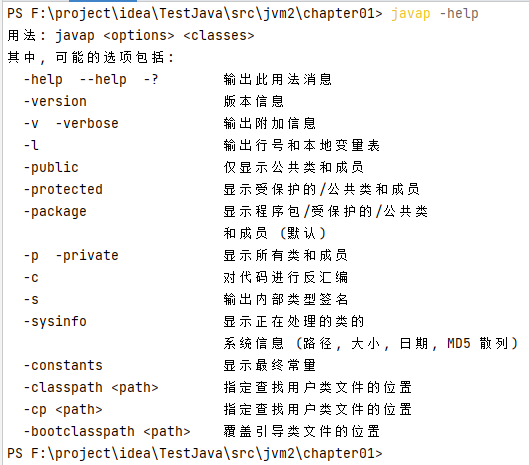 PS F:\project\idea\TestJava\src\jvm2\chapter01> javap -help
用法: javap <options> <classes>
其中, 可能的选项包括:
  -help  --help  -?        输出此用法消息
  -version                 版本信息
  -v  -verbose             输出附加信息
  -l                       输出行号和本地变量表
  -public                  仅显示公共类和成员
  -protected               显示受保护的/公共类和成员
  -package                 显示程序包/受保护的/公共类
                           和成员 (默认)
  -p  -private             显示所有类和成员
  -c                       对代码进行反汇编
  -s                       输出内部类型签名
  -sysinfo                 显示正在处理的类的
                           系统信息 (路径, 大小, 日期, MD5 散列)
  -constants               显示最终常量
  -classpath <path>        指定查找用户类文件的位置
  -cp <path>               指定查找用户类文件的位置
  -bootclasspath <path>    覆盖引导类文件的位置
PS F:\project\idea\TestJava\src\jvm2\chapter01>